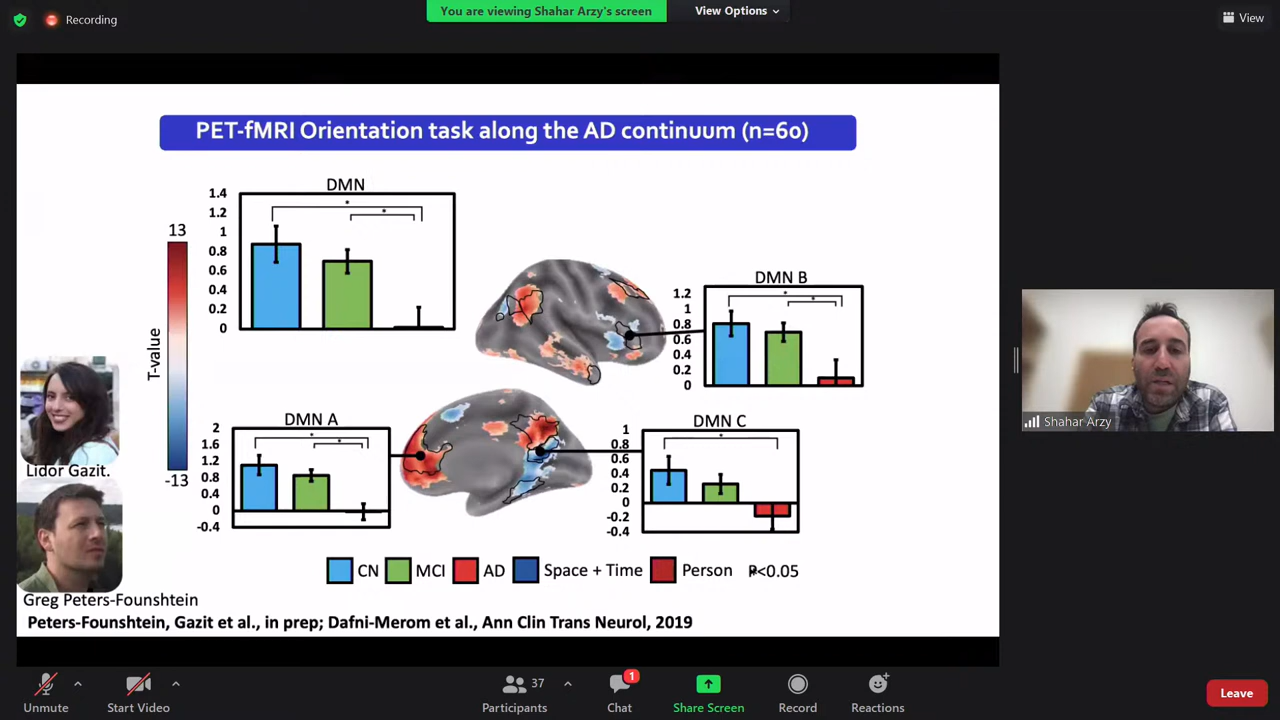 Recording
You are viewing Shahar Arzy's screen
View Options
View
PET-fMRI Orientation task along the AD continuum (n=60)
DMN
1.4
1.2
1
0.8
0.6
0.4
0.2
0
*
*
13
T-value
-13
DMN B
1.2
1
0.8
0.6
0.4
0.2
0
*
*
DMN A
2
1.6
1.2
0.8
0.4
0
-0.4
*
*
DMN C
1
0.8
0.6
0.4
0.2
0
-0.2
-0.4
*
Lidor Gazit.
Greg Peters-Founshtein
CN MCI AD Space + Time Person P<0.05
Peters-Founshtein, Gazit et al., in prep; Dafni-Merom et al., Ann Clin Trans Neurol, 2019
Shahar Arzy
Unmute
Start Video
37
Participants
1
Chat
Share Screen
Record
Reactions
Leave